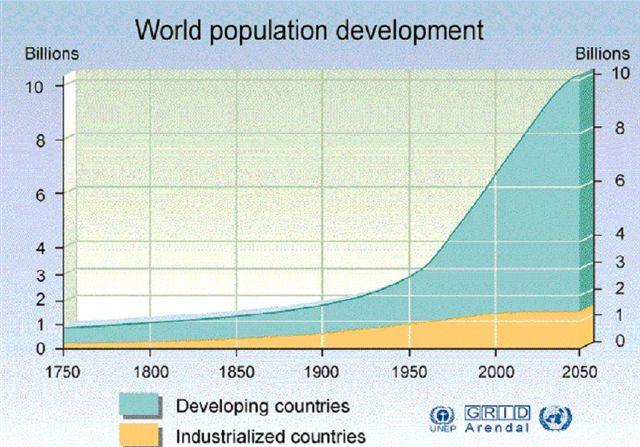 World population development
Billions
Billions
10
8
6
4
3
2
1
0
10
8
6
4
3
2
1
0
1750
1800
1850
1900
1950
2000
2050
Developing countries
Industrialized countries
UNEP
GRID
Arendal